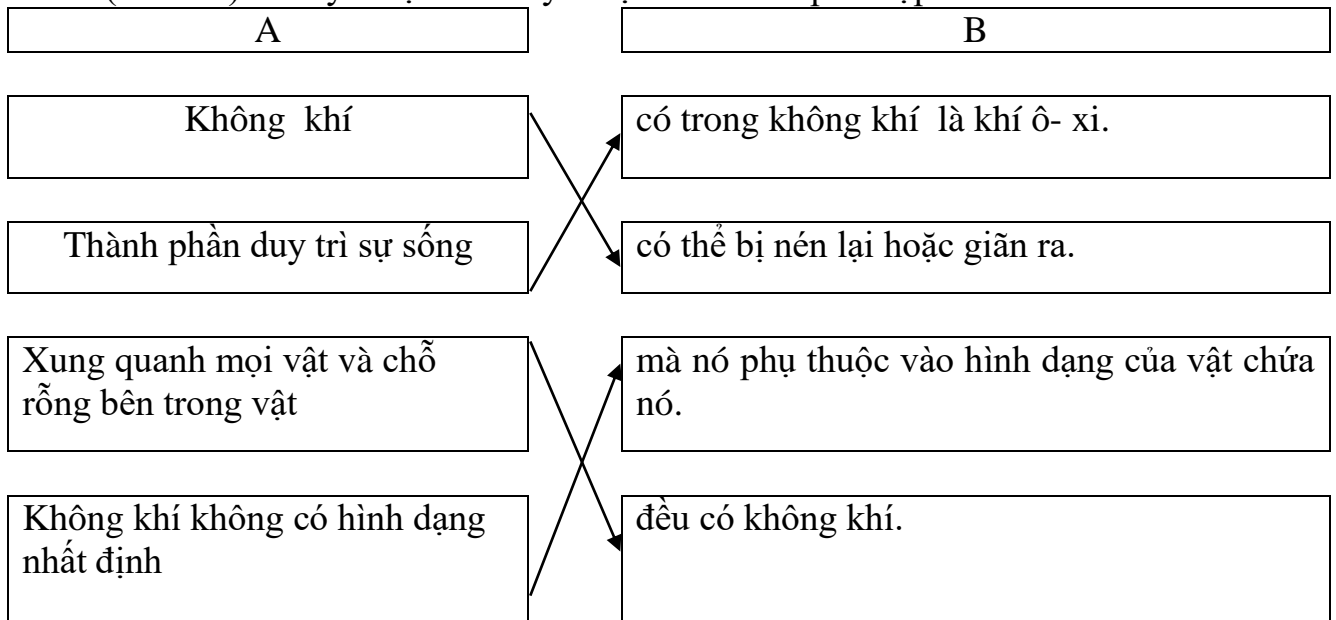 A
B
Không khí
có trong không khí là khí ô- xi.
Thành phần duy trì sự sống
có thể bị nén lại hoặc giãn ra.
Xung quanh mọi vật và chỗ
rỗng bên trong vật
mà nó phụ thuộc vào hình dạng của vật chứa
nó.
Không khí không có hình dạng
nhất định
đều có không khí.